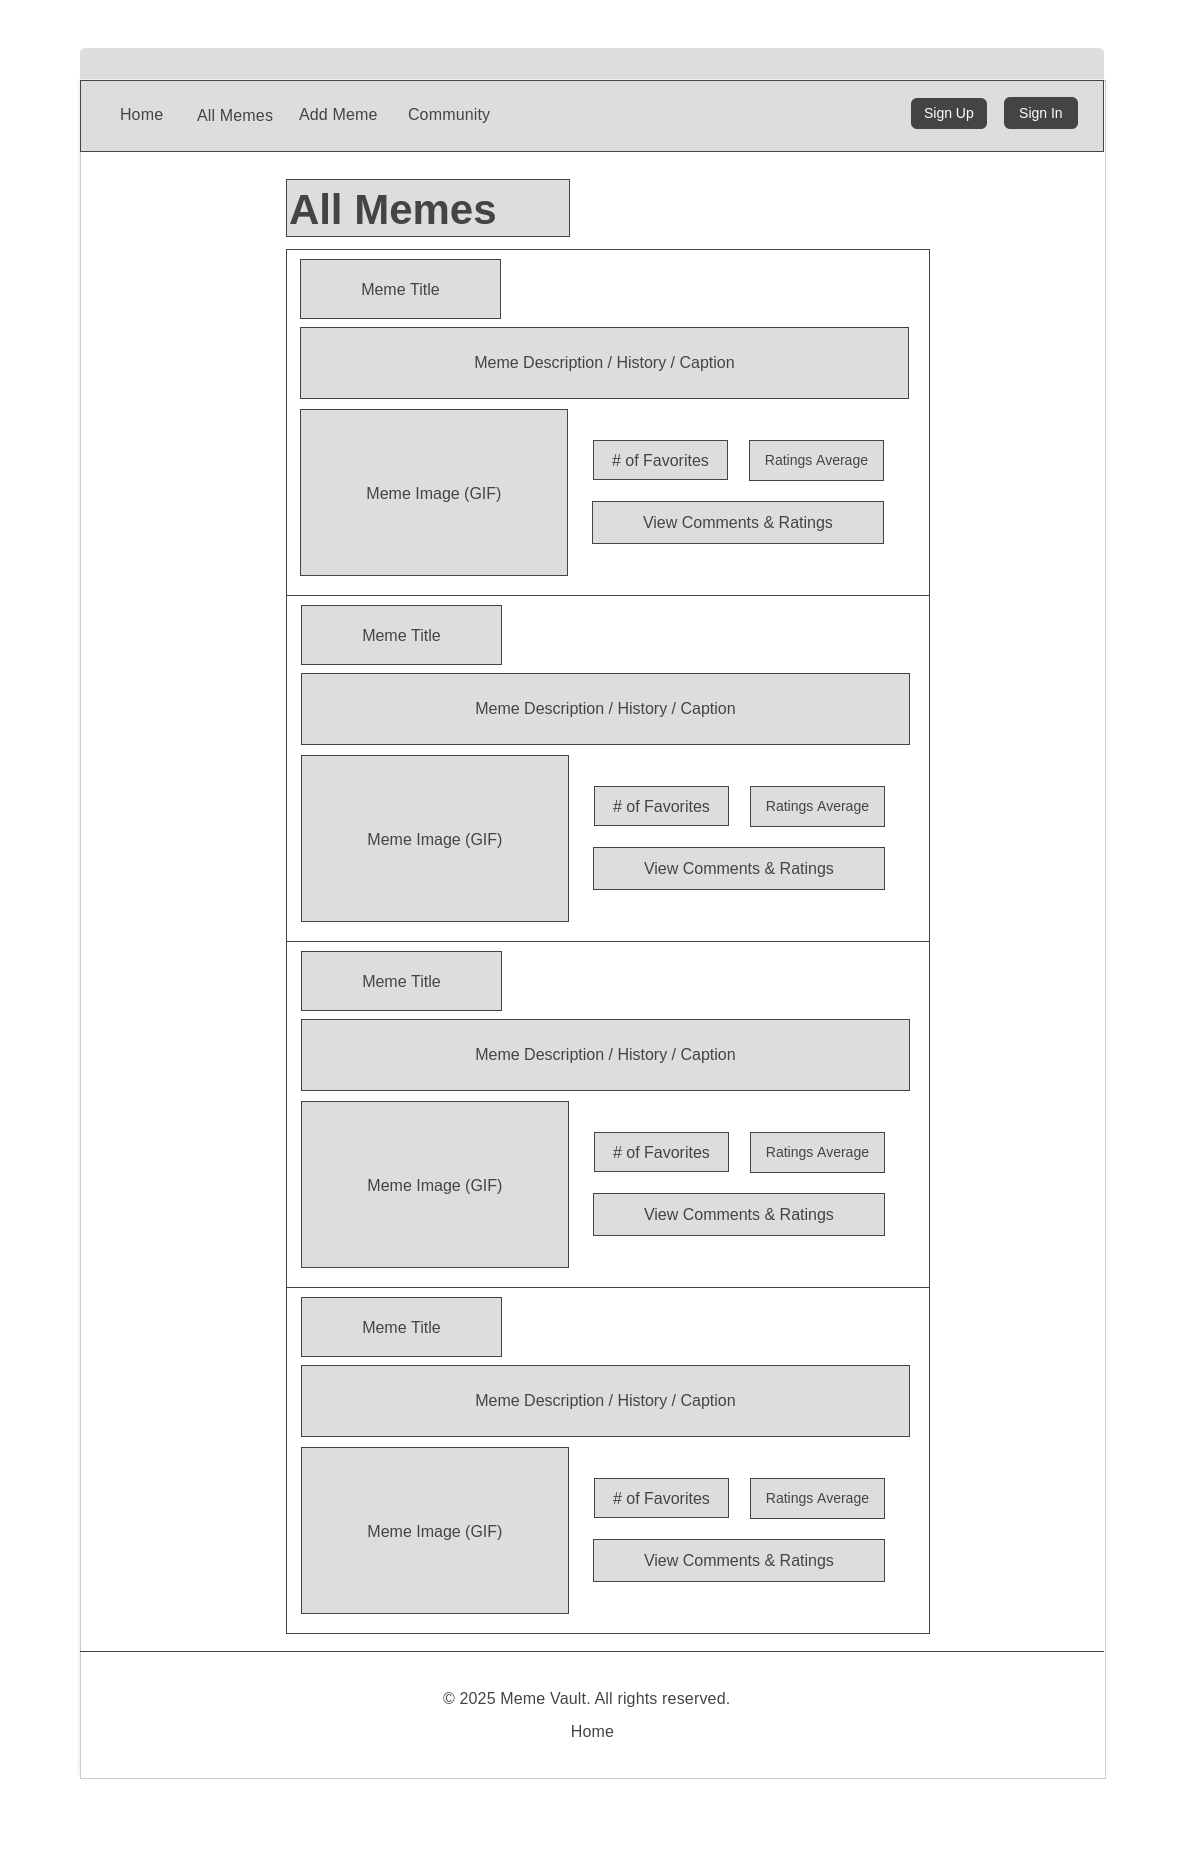 Home All Memes Add Meme Community Sign Up Sign In
All Memes
Meme Title
Meme Description / History / Caption
Meme Image (GIF)
# of Favorites Ratings Average
View Comments & Ratings
Meme Title
Meme Description / History / Caption
Meme Image (GIF)
# of Favorites Ratings Average
View Comments & Ratings
Meme Title
Meme Description / History / Caption
Meme Image (GIF)
# of Favorites Ratings Average
View Comments & Ratings
Meme Title
Meme Description / History / Caption
Meme Image (GIF)
# of Favorites Ratings Average
View Comments & Ratings
© 2025 Meme Vault. All rights reserved.
Home